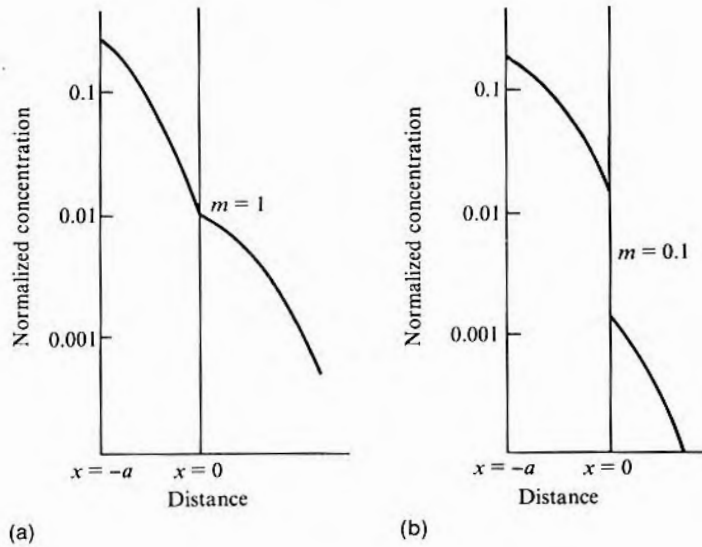 Normalized concentration
0.1
0.01
0.001
m = 1
x = -a
x = 0
Distance
(a)
Normalized concentration
0.1
0.01
0.001
m = 0.1
x = -a
x = 0
Distance
(b)